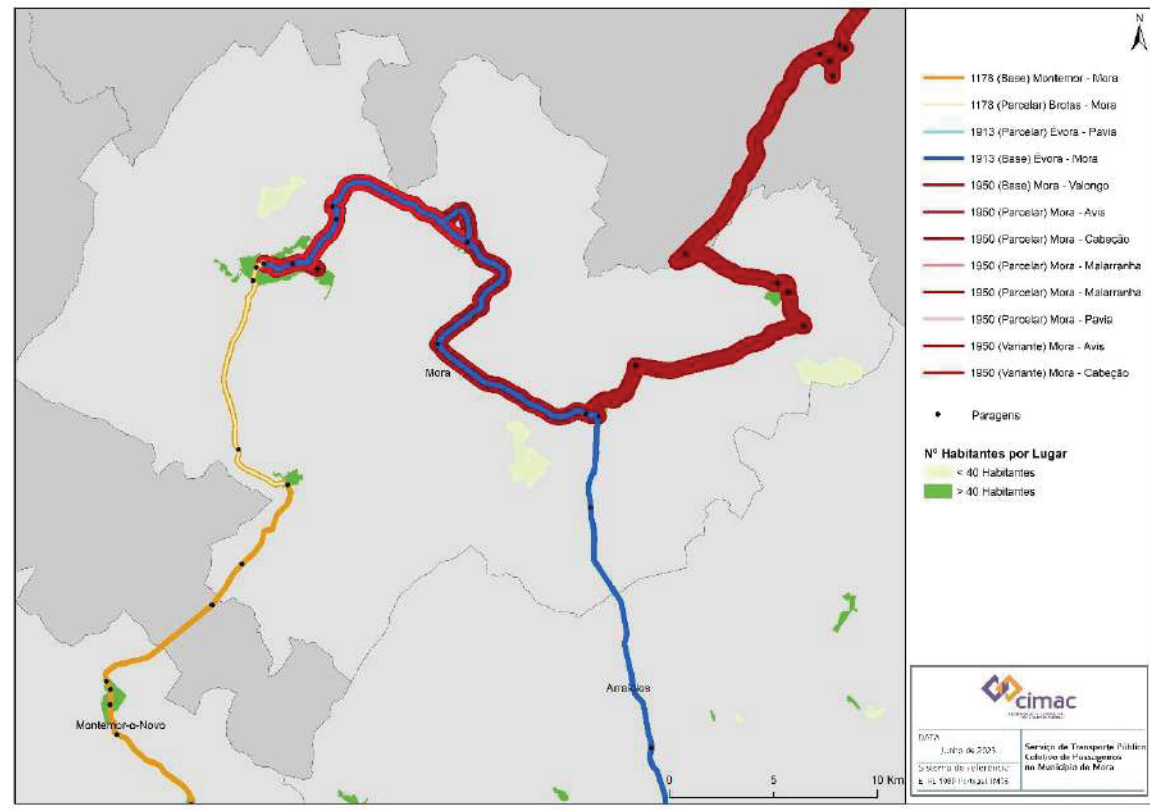 N
1178 (Base) Montemor - Mora
1178 (Parcelar) Brotas - Mora
1913 (Parcelar) Évora - Pavia
1913 (Base) Évora - Mora
1950 (Base) Mora - Valongo
1950 (Parcelar) Mora - Avis
1950 (Parcelar) Mora - Cabeção
1950 (Parcelar) Mora - Malarranha
1950 (Parcelar) Mora - Malarranha
1950 (Parcelar) Mora - Pavia
1950 (Variante) Mora - Avis
1950 (Variante) Mora - Cabeção
Paragens
Nº Habitantes por Lugar
< 40 Habitantes
> 40 Habitantes
Mora
Arraiolos
Montemor-o-Novo
0 5 10 Km
cimac
DATA
Junho de 2023
Sistema de referência
Serviço de Transporte Público
Coletivo de Passageiros
no Município de Mora